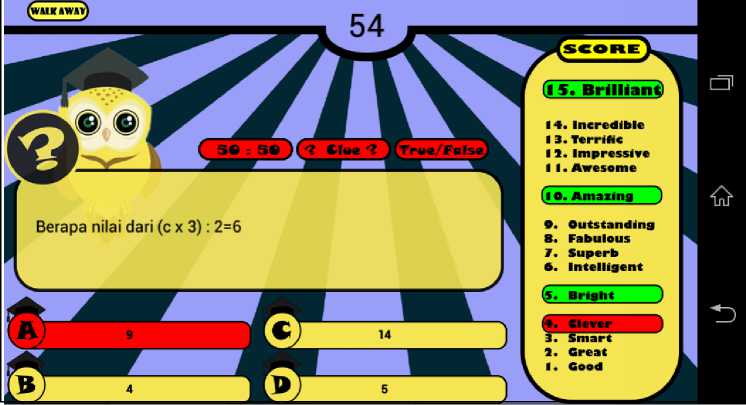 WALK AWAY
54
SCORE
15. Brilliant
14. Incredible
13. Terrific
12. Impressive
11. Awesome
10. Amazing
9. Outstanding
8. Fabulous
7. Superb
6. Intelligent
5. Bright
4. Clever
3. Smart
2. Great
1. Good
?
50 : 50
? Clue ?
True/False
Berapa nilai dari (c x 3) : 2=6
A 9
C 14
B 4
D 5